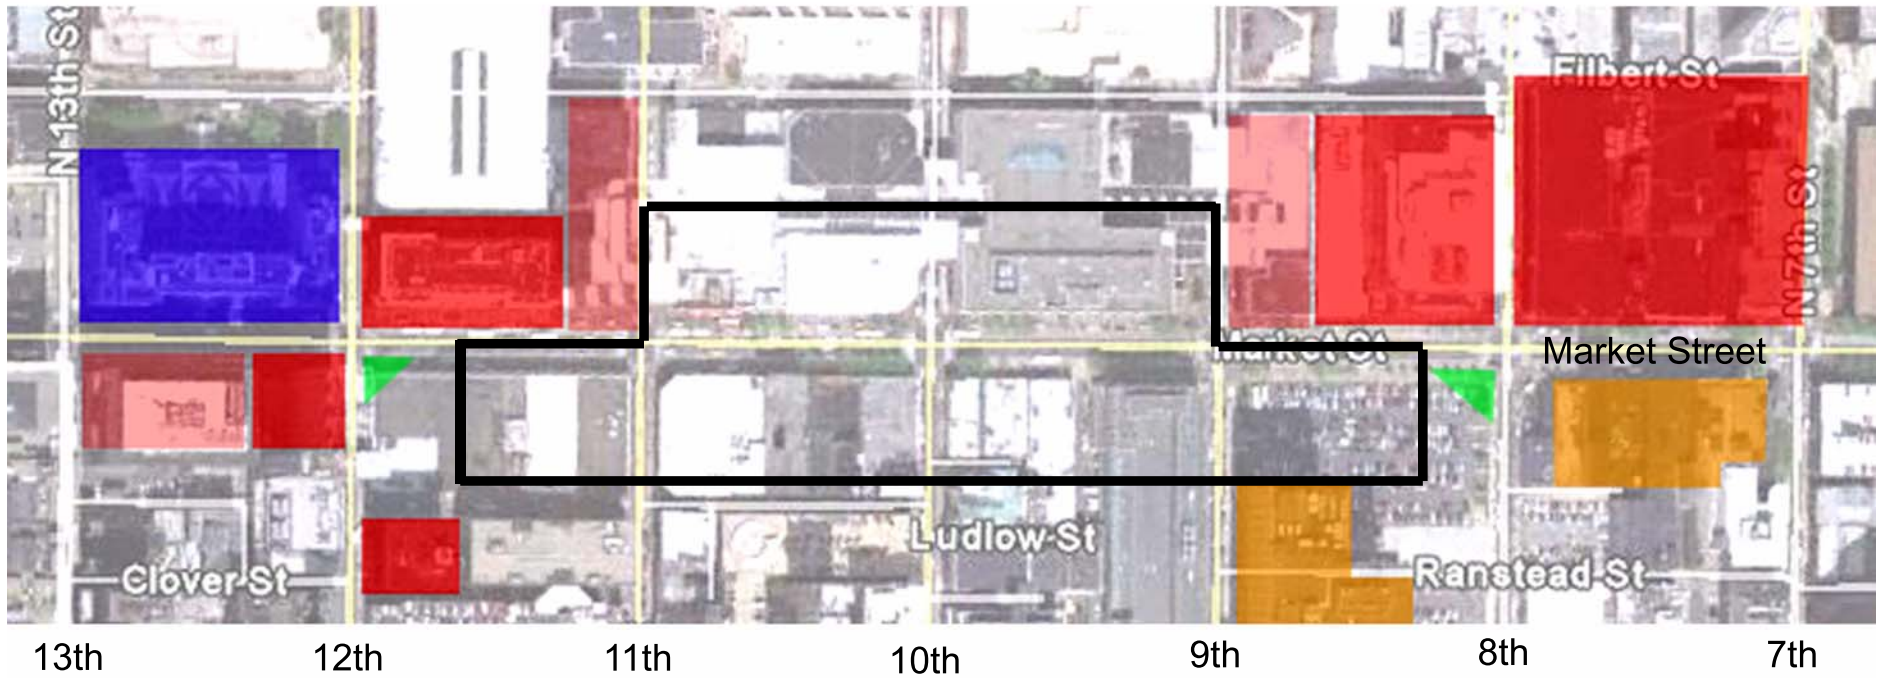 N 13th St
Filbert St
N 7th St
Market St
Market Street
Ludlow St
Clover St
Ranstead St
13th
12th
11th
10th
9th
8th
7th